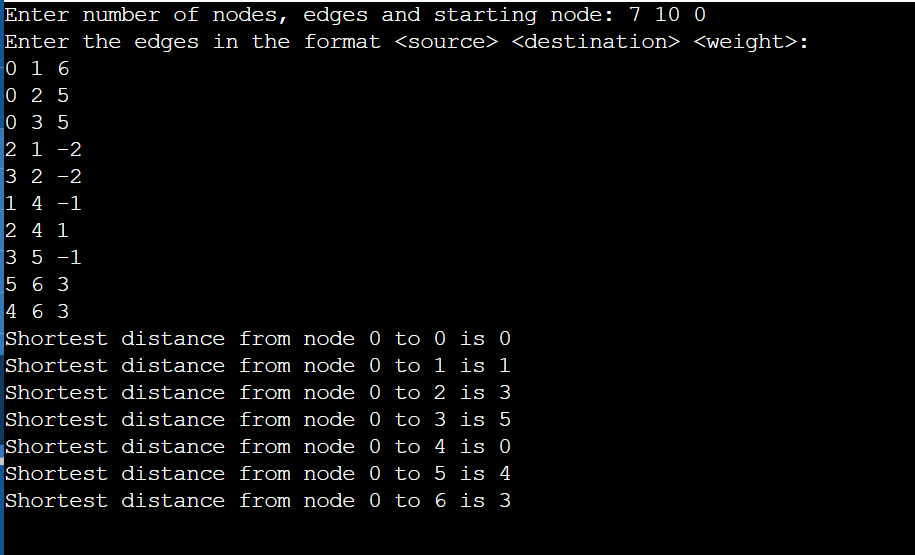 Enter number of nodes, edges and starting node: 7 10 0
Enter the edges in the format <source> <destination> <weight>:
0 1 6
0 2 5
0 3 5
2 1 -2
3 2 -2
1 4 -1
2 4 1
3 5 -1
5 6 3
4 6 3
Shortest distance from node 0 to 0 is 0
Shortest distance from node 0 to 1 is 1
Shortest distance from node 0 to 2 is 3
Shortest distance from node 0 to 3 is 5
Shortest distance from node 0 to 4 is 0
Shortest distance from node 0 to 5 is 4
Shortest distance from node 0 to 6 is 3